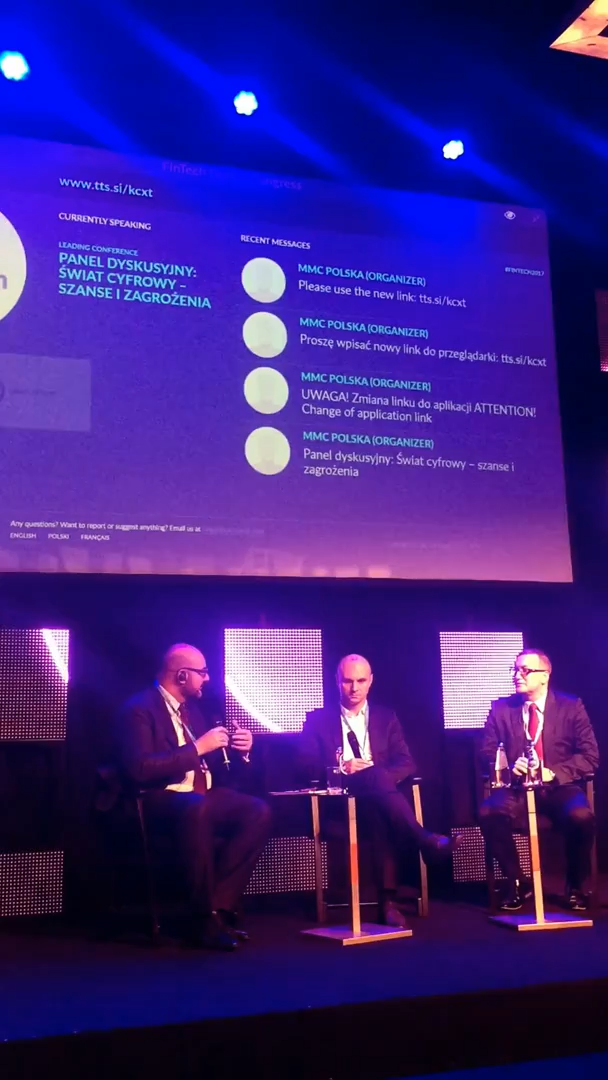 FinTech
www.tts.si/kcxt
CURRENTLY SPEAKING
LEADING CONFERENCE
PANEL DYSKUSYJNY:
ŚWIAT CYFROWY –
SZANSE I ZAGROŻENIA
RECENT MESSAGES
#FINTECH2017
MMC POLSKA (ORGANIZER)
Please use the new link: tts.si/kcxt
MMC POLSKA (ORGANIZER)
Proszę wpisać nowy link do przeglądarki: tts.si/kcxt
MMC POLSKA (ORGANIZER)
UWAGA! Zmiana linku do aplikacji ATTENTION!
Change of application link
MMC POLSKA (ORGANIZER)
Panel dyskusyjny: Świat cyfrowy – szanse i
zagrożenia
Any questions? Want to report or suggest anything? Email us at
ENGLISH POLSKI FRANÇAIS